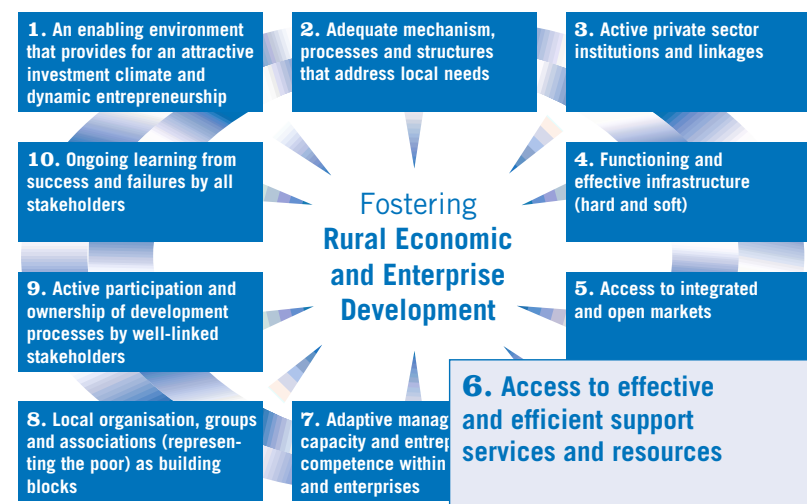 1. An enabling environment
that provides for an attractive
investment climate and
dynamic entrepreneurship
2. Adequate mechanism,
processes and structures
that address local needs
3. Active private sector
institutions and linkages
10. Ongoing learning from
success and failures by all
stakeholders
Fostering
Rural Economic
and Enterprise
Development
4. Functioning and
effective infrastructure
(hard and soft)
9. Active participation and
ownership of development
processes by well-linked
stakeholders
5. Access to integrated
and open markets
8. Local organisation, groups
and associations (represen-
ting the poor) as building
blocks
7. Adaptive manag
capacity and entrep
competence within
and enterprises
6. Access to effective
and efficient support
services and resources